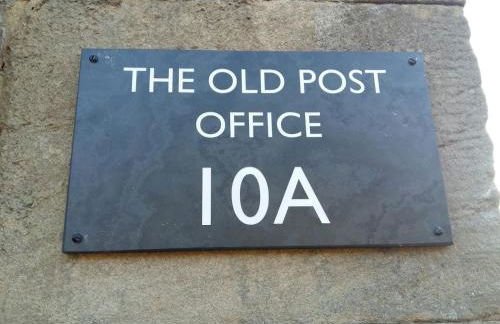 THE OLD POST
OFFICE
10A